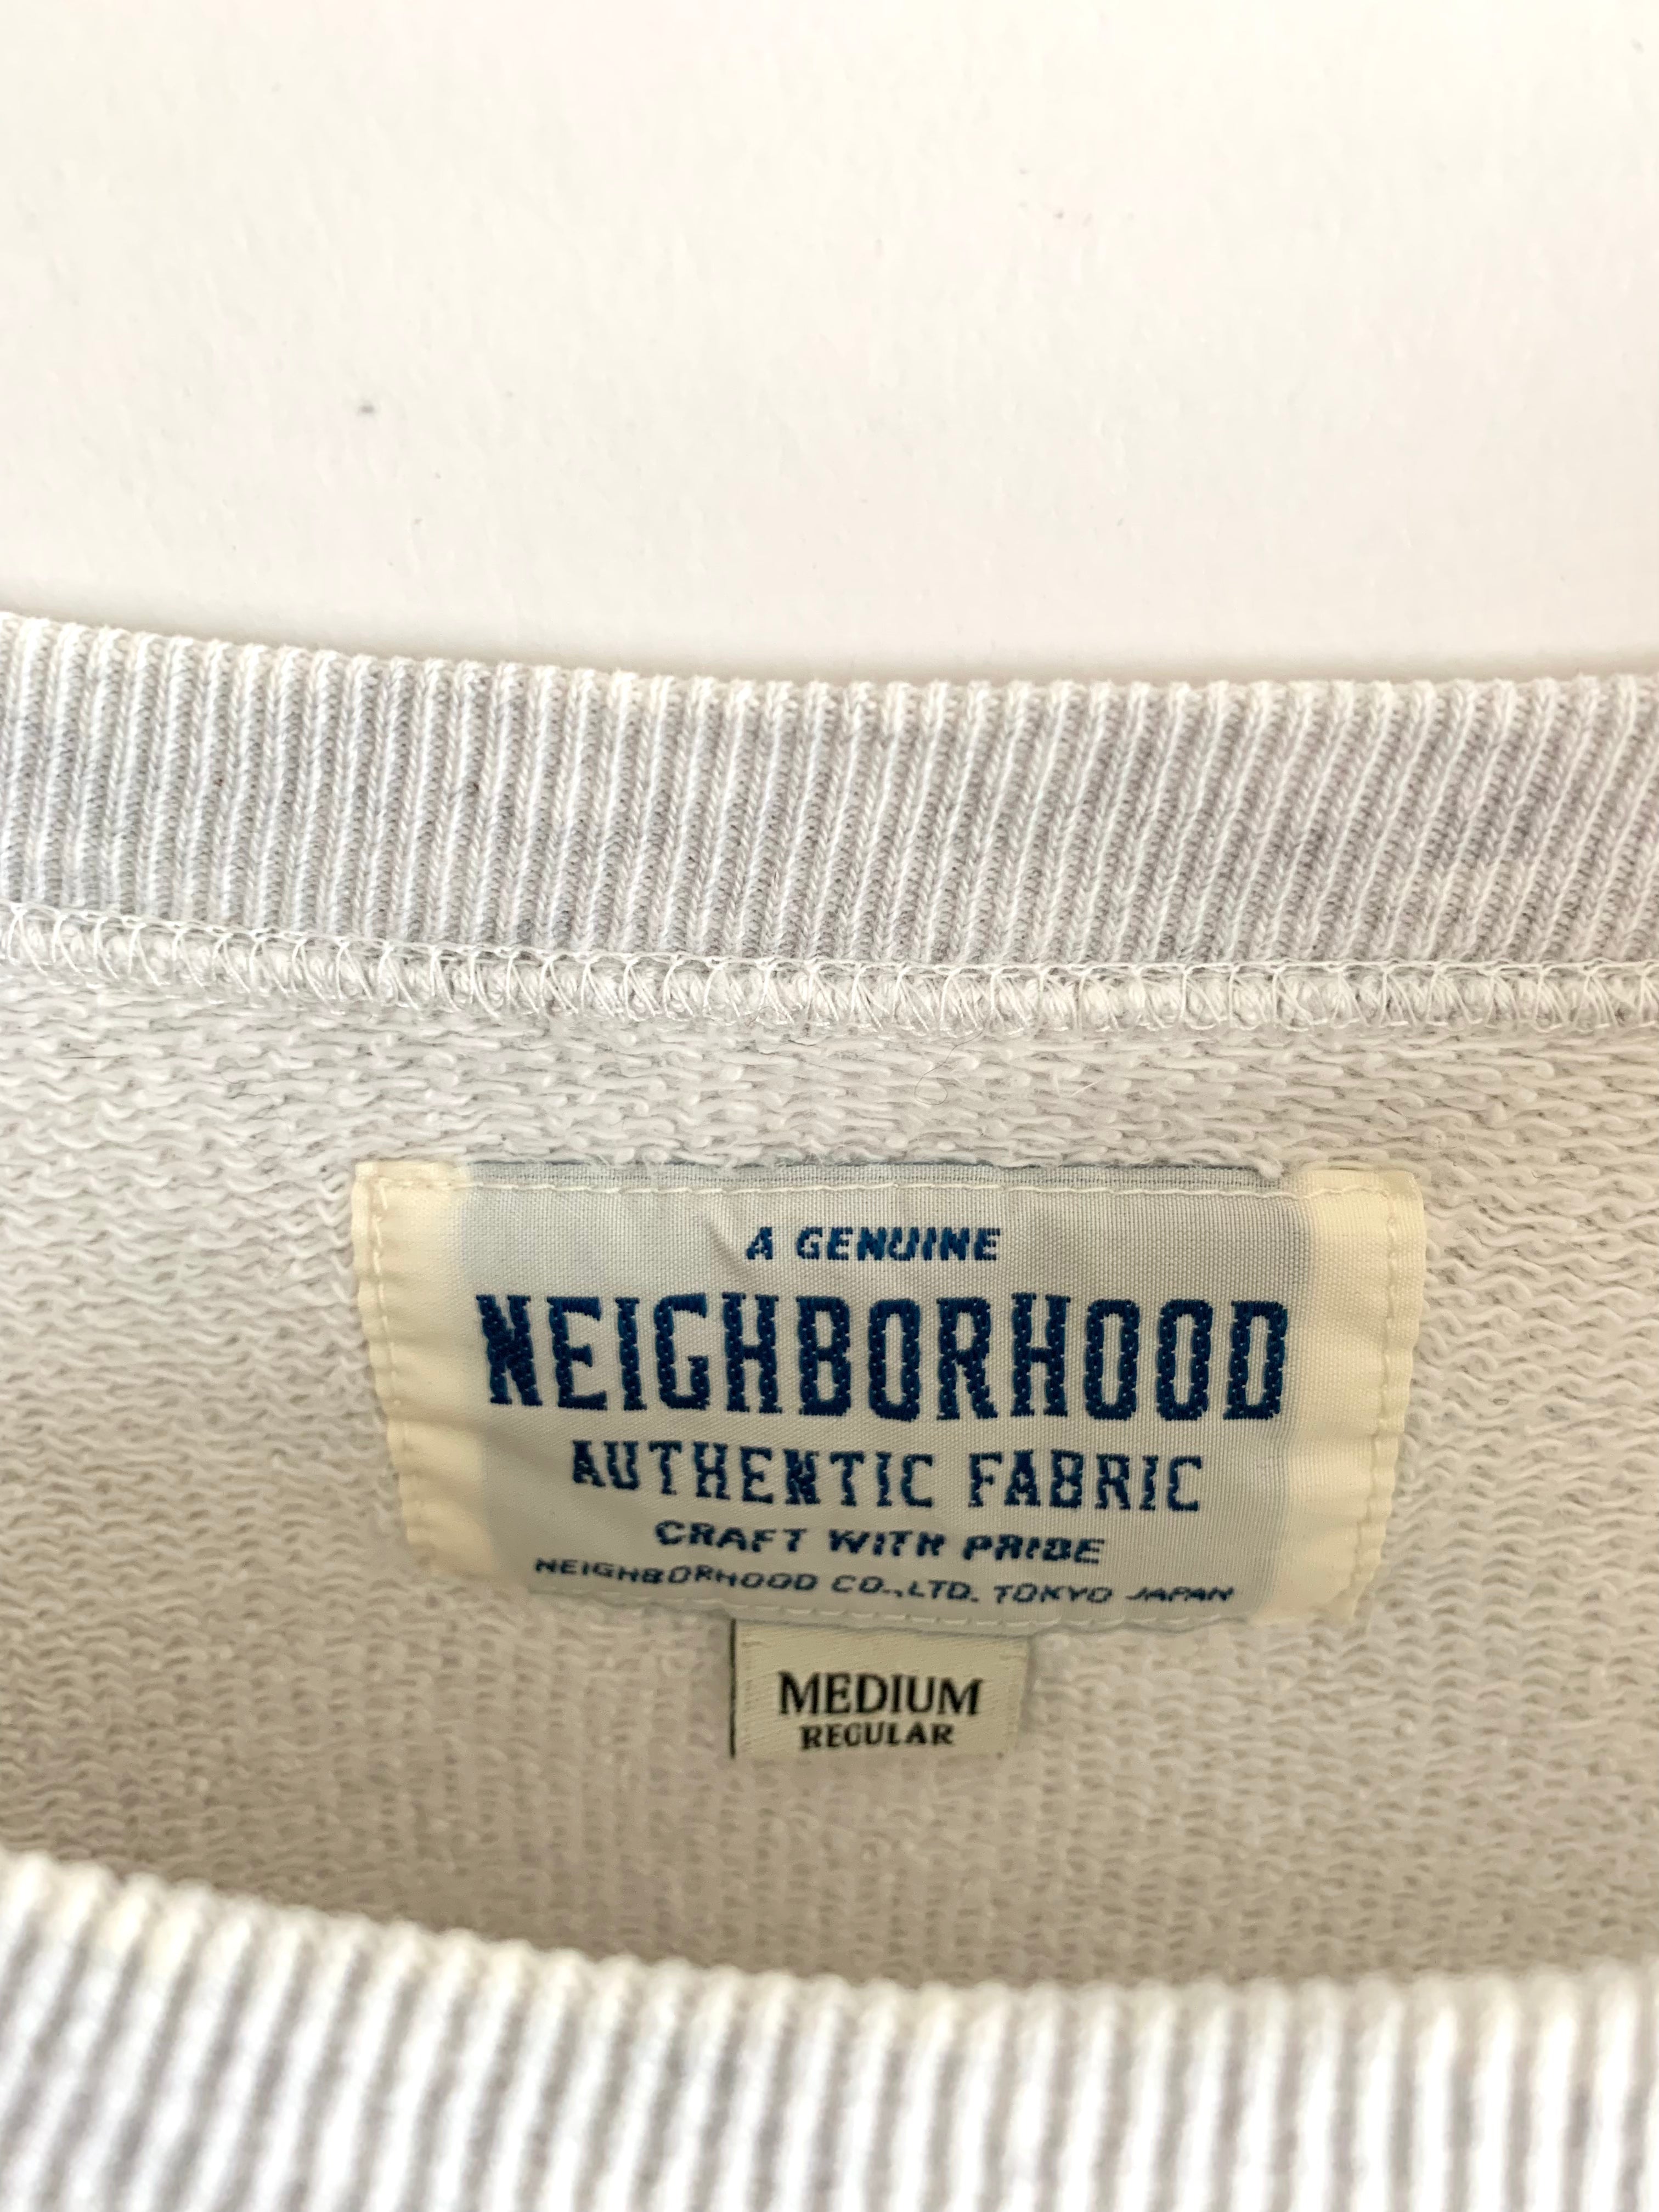 A GENUINE
NEIGHBORHOOD
AUTHENTIC FABRIC
CRAFT WITH PRIDE
NEIGHBORHOOD CO.,LTD. TOKYO JAPAN
MEDIUM
REGULAR